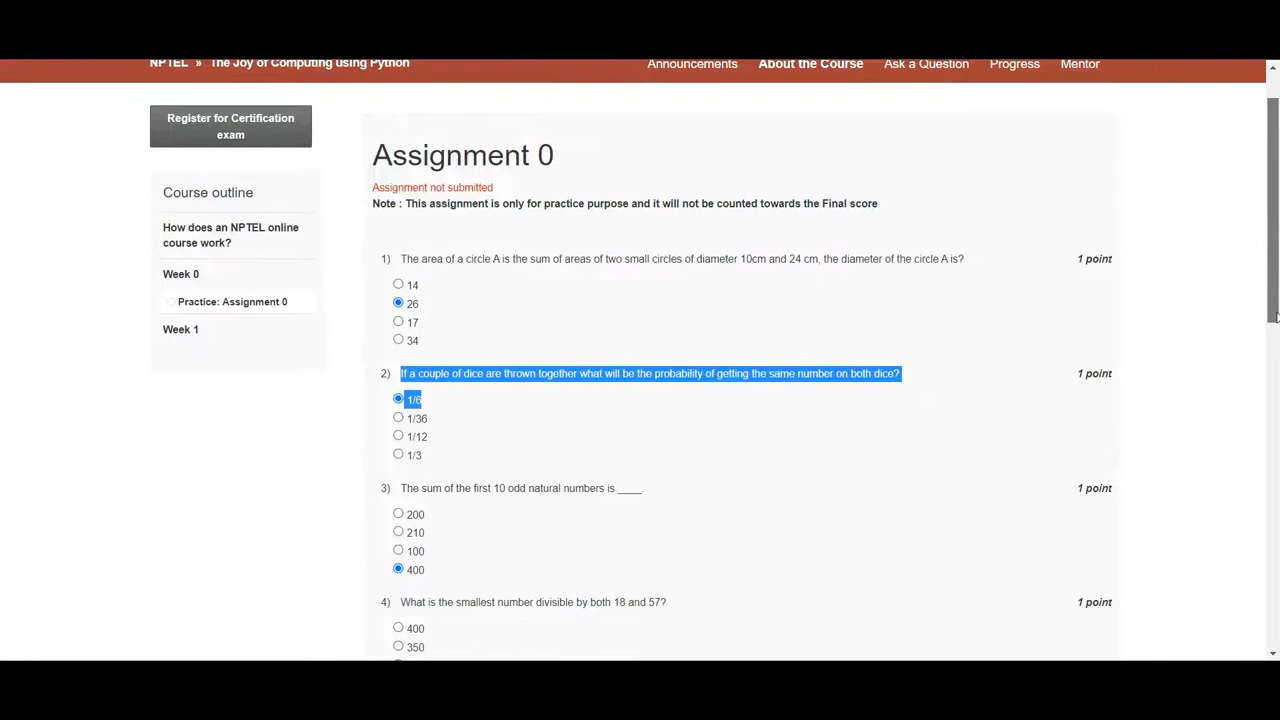 NPTEL » The Joy of Computing using Python
Announcements About the Course Ask a Question Progress Mentor
Register for Certification
exam
Course outline
How does an NPTEL online
course work?
Week 0
Practice: Assignment 0
Week 1
Assignment 0
Assignment not submitted
Note : This assignment is only for practice purpose and it will not be counted towards the Final score
1) The area of a circle A is the sum of areas of two small circles of diameter 10cm and 24 cm, the diameter of the circle A is? 1 point
14
26
17
34
2) If a couple of dice are thrown together what will be the probability of getting the same number on both dice? 1 point
1/6
1/36
1/12
1/3
3) The sum of the first 10 odd natural numbers is ____. 1 point
200
210
100
400
4) What is the smallest number divisible by both 18 and 57? 1 point
400
350